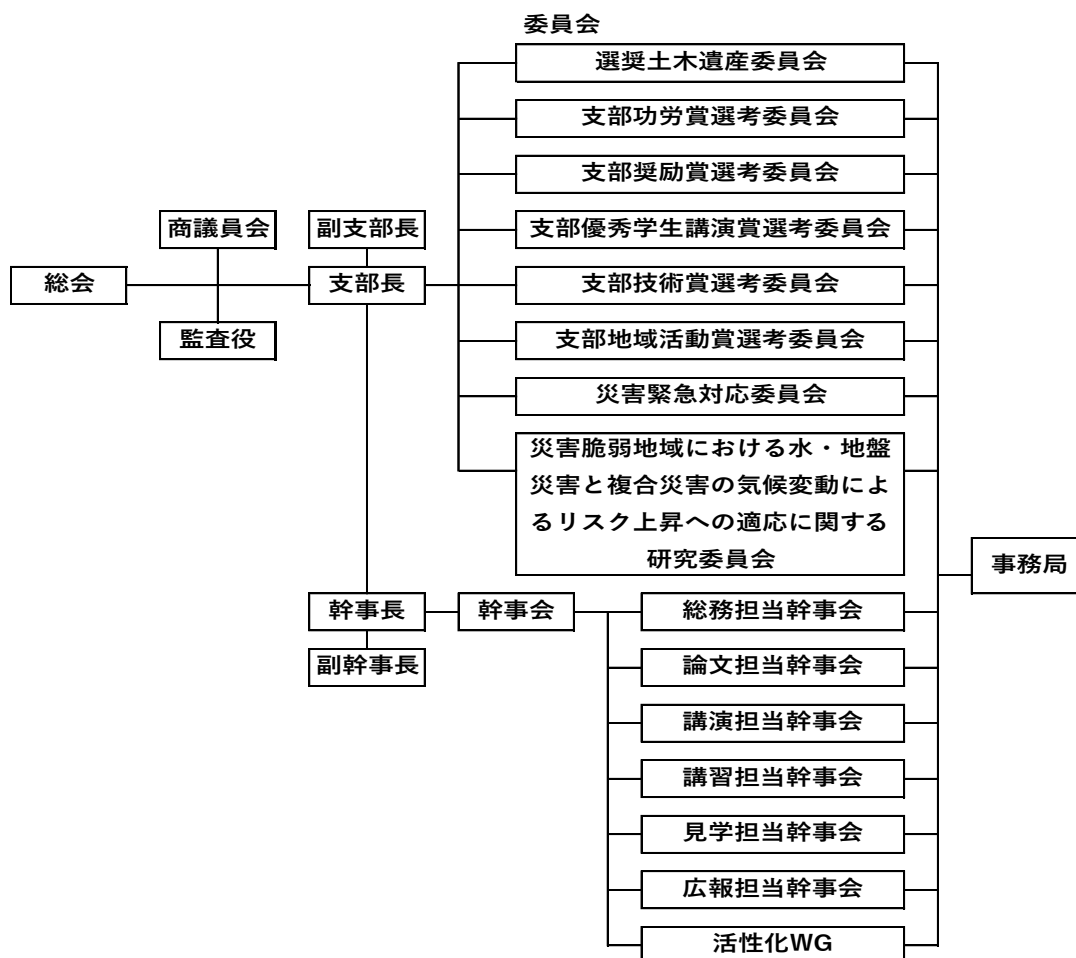 委員会
選奨土木遺産委員会
支部功労賞選考委員会
支部奨励賞選考委員会
商議員会
副支部長
支部優秀学生講演賞選考委員会
総会
支部長
支部技術賞選考委員会
監査役
支部地域活動賞選考委員会
災害緊急対応委員会
災害脆弱地域における水・地盤
災害と複合災害の気候変動によ
るリスク上昇への適応に関する
研究委員会
事務局
幹事長
幹事会
総務担当幹事会
副幹事長
論文担当幹事会
講演担当幹事会
講習担当幹事会
見学担当幹事会
広報担当幹事会
活性化WG